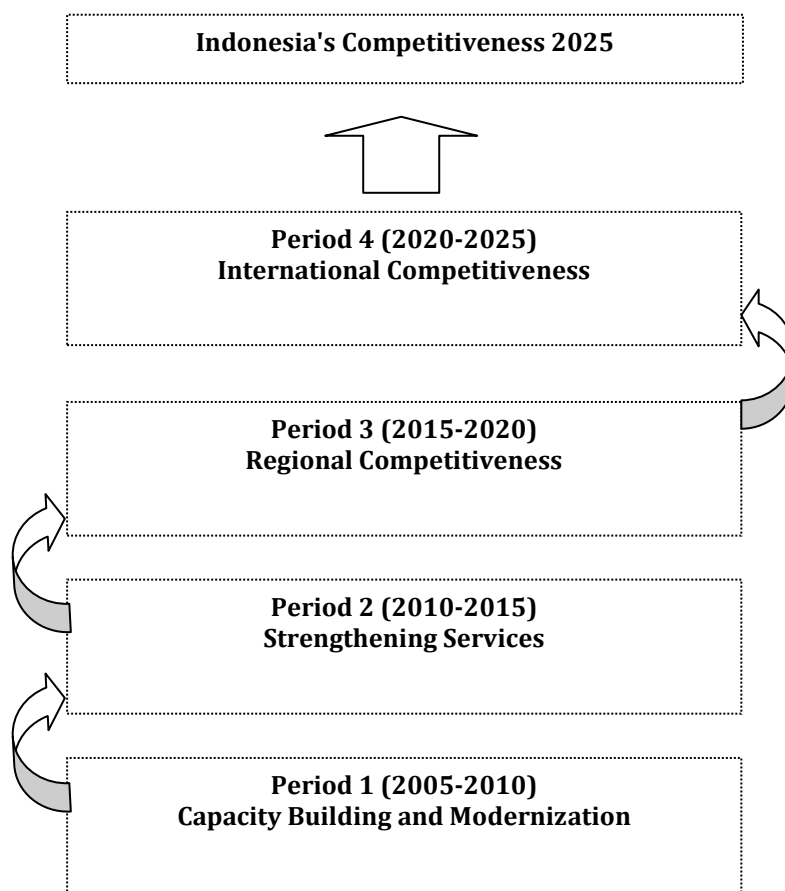 Indonesia's Competitiveness 2025
Period 4 (2020-2025)
International Competitiveness
Period 3 (2015-2020)
Regional Competitiveness
Period 2 (2010-2015)
Strengthening Services
Period 1 (2005-2010)
Capacity Building and Modernization